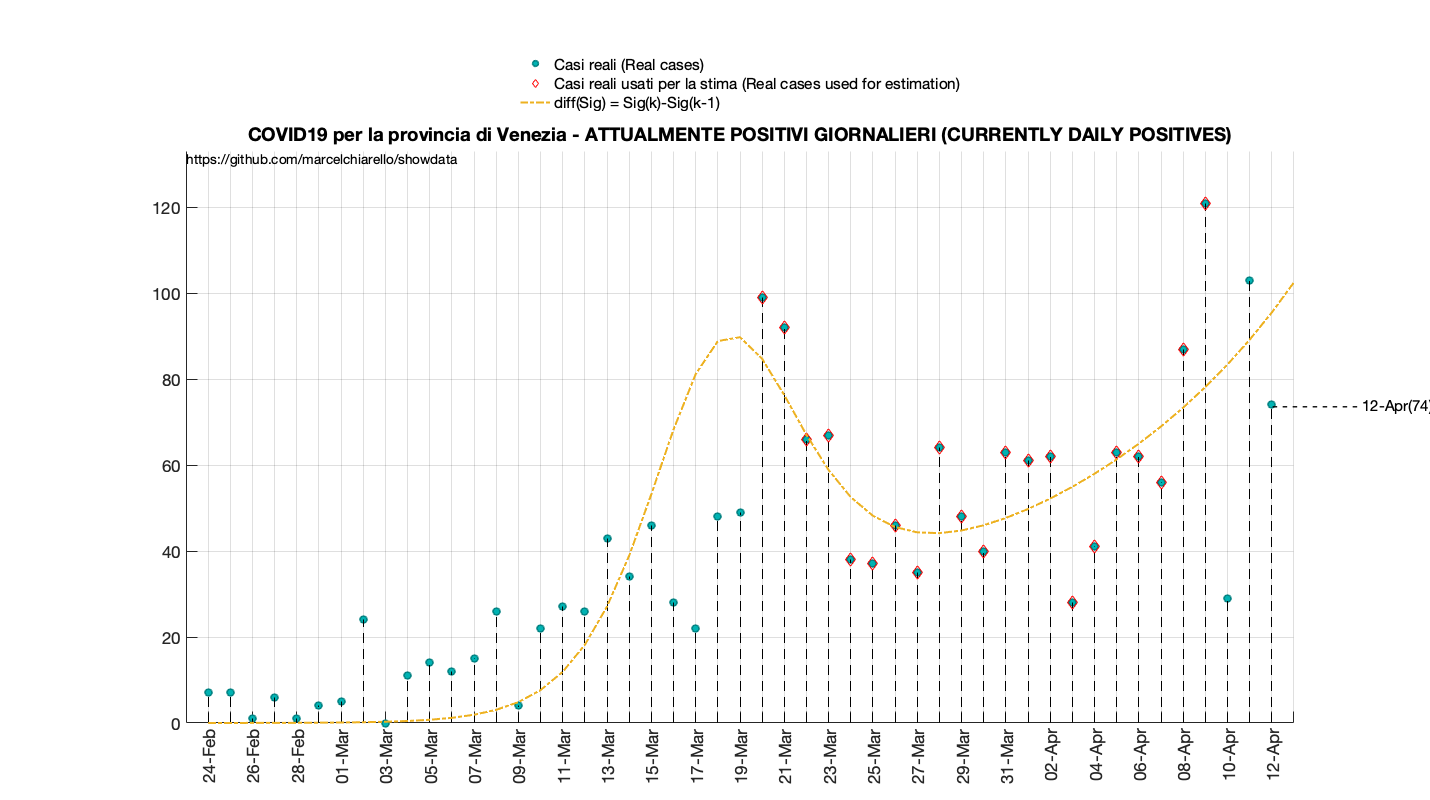 Casi reali (Real cases)
Casi reali usati per la stima (Real cases used for estimation)
diff(Sig) = Sig(k)-Sig(k-1)
COVID19 per la provincia di Venezia - ATTUALMENTE POSITIVI GIORNALIERI (CURRENTLY DAILY POSITIVES)
https://github.com/marcelchiarello/showdata
120
100
80
60
40
20
0
12-Apr(74)
24-Feb
26-Feb
28-Feb
01-Mar
03-Mar
05-Mar
07-Mar
09-Mar
11-Mar
13-Mar
15-Mar
17-Mar
19-Mar
21-Mar
23-Mar
25-Mar
27-Mar
29-Mar
31-Mar
02-Apr
04-Apr
06-Apr
08-Apr
10-Apr
12-Apr